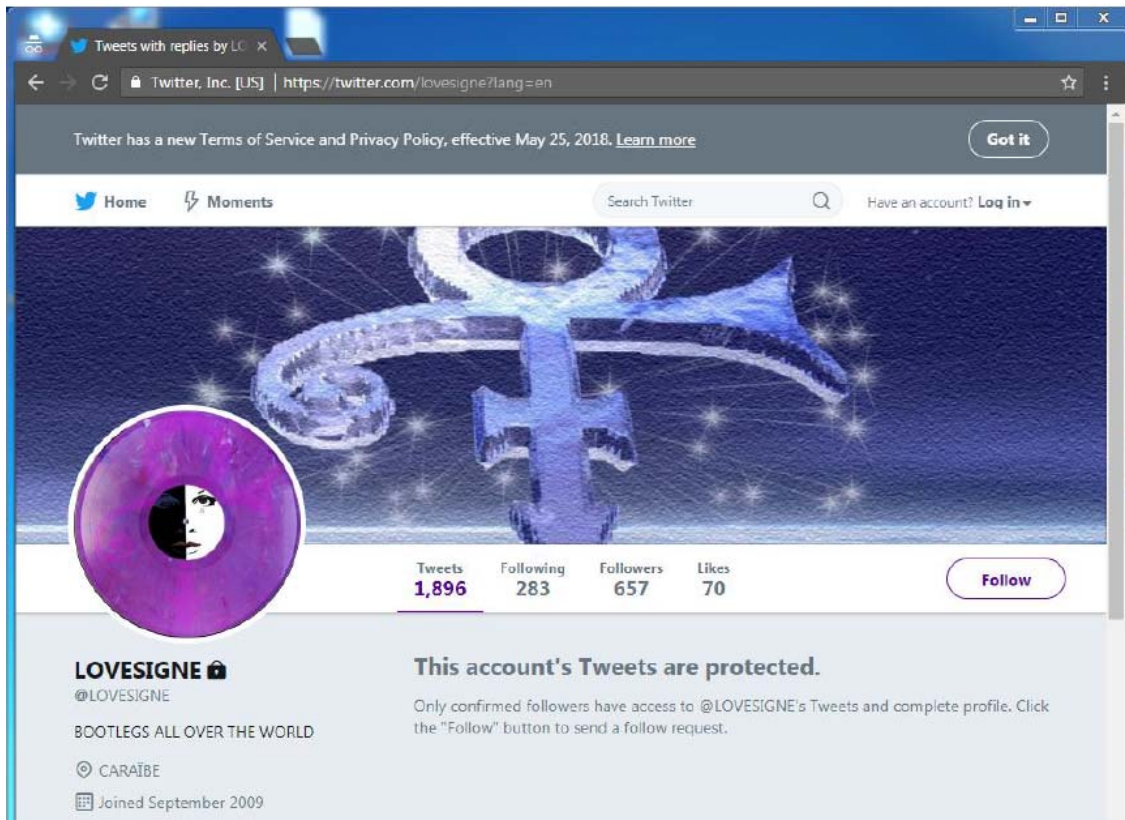 Tweets with replies by LO
Twitter, Inc. [US] | https://twitter.com/lovesigne?lang=en
Twitter has a new Terms of Service and Privacy Policy, effective May 25, 2018. Learn more
Got it
Home Moments Search Twitter Have an account? Log in
Tweets Following Followers Likes
1,896 283 657 70
Follow
LOVESIGNE
@LOVESIGNE
BOOTLEGS ALL OVER THE WORLD
CARAÏBE
Joined September 2009
This account's Tweets are protected.
Only confirmed followers have access to @LOVESIGNE's Tweets and complete profile. Click
the "Follow" button to send a follow request.